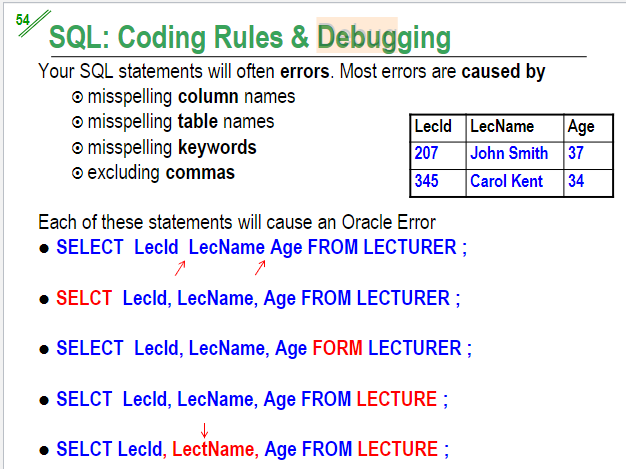 54
SQL: Coding Rules & Debugging
Your SQL statements will often errors. Most errors are caused by
⊙ misspelling column names
⊙ misspelling table names
⊙ misspelling keywords
⊙ excluding commas
LecId LecName Age
207 John Smith 37
345 Carol Kent 34
Each of these statements will cause an Oracle Error
● SELECT LecId LecName Age FROM LECTURER ;
● SELCT LecId, LecName, Age FROM LECTURER ;
● SELECT LecId, LecName, Age FORM LECTURER ;
● SELCT LecId, LecName, Age FROM LECTURE ;
● SELCT LecId, LectName, Age FROM LECTURE ;